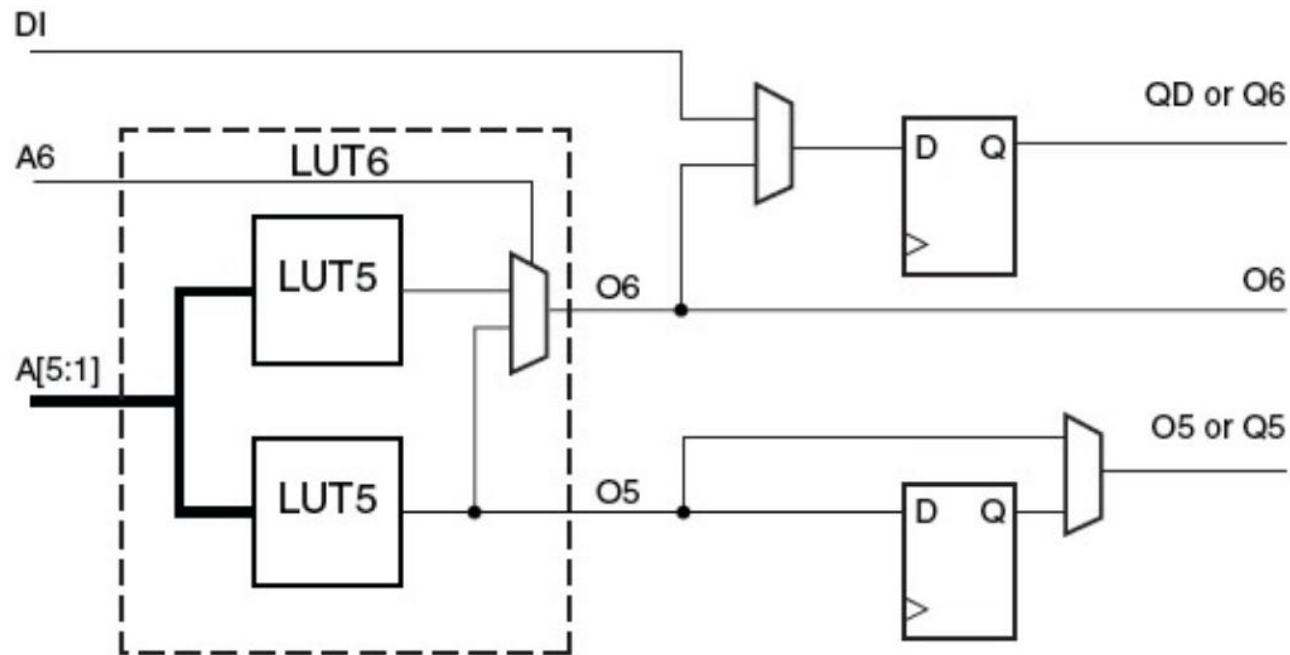 DI
QD or Q6
A6
LUT6
D Q
LUT5
O6
O6
A[5:1]
O5 or Q5
LUT5
O5
D Q